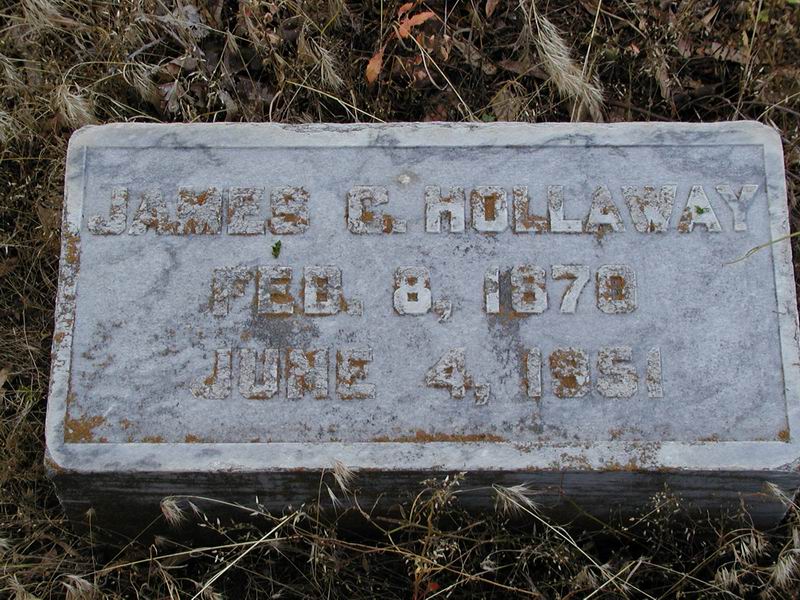 JAMES C. HOLLAWAY
FEB. 8, 1870
JUNE 4, 1951